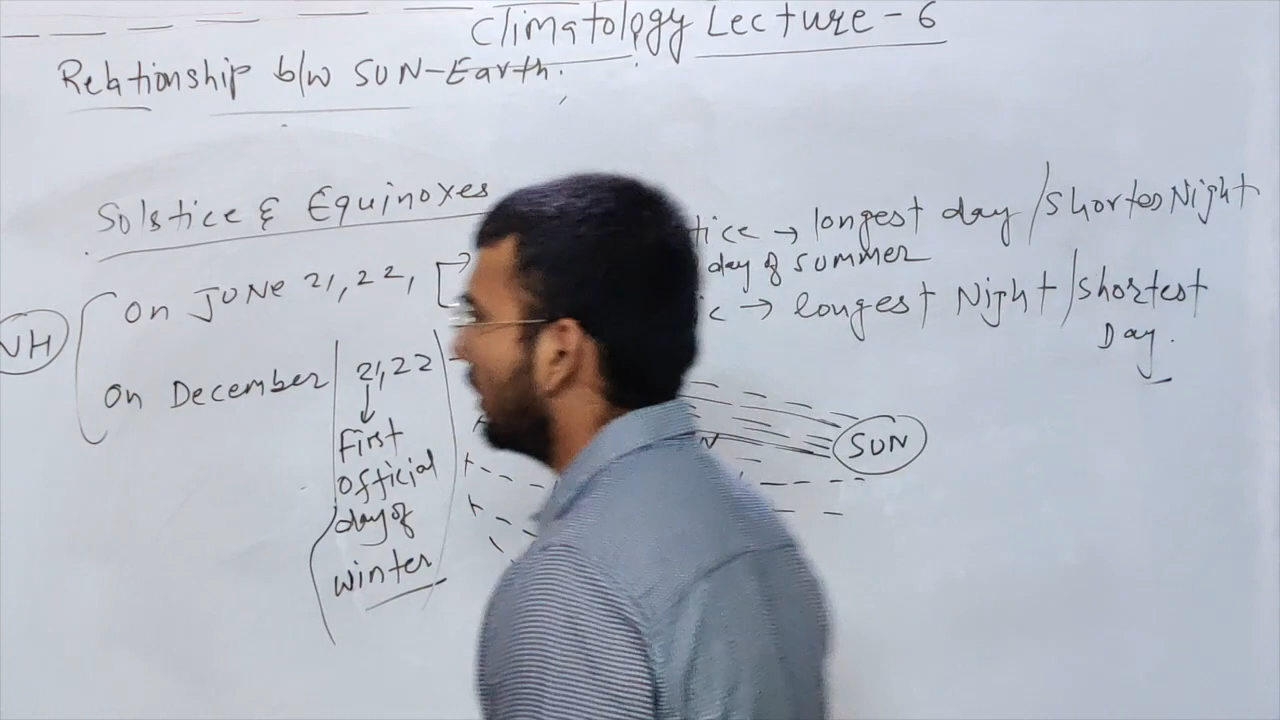 Climatology Lecture - 6
Relationship b/w SUN-Earth.
Solstice & Equinoxes
tice → longest day / Shortes Night
day of summer
On JUNE 21, 22,
c → longest Night / Shortest
Day.
NH
On December 21, 22
First
official
day of
winter
SUN